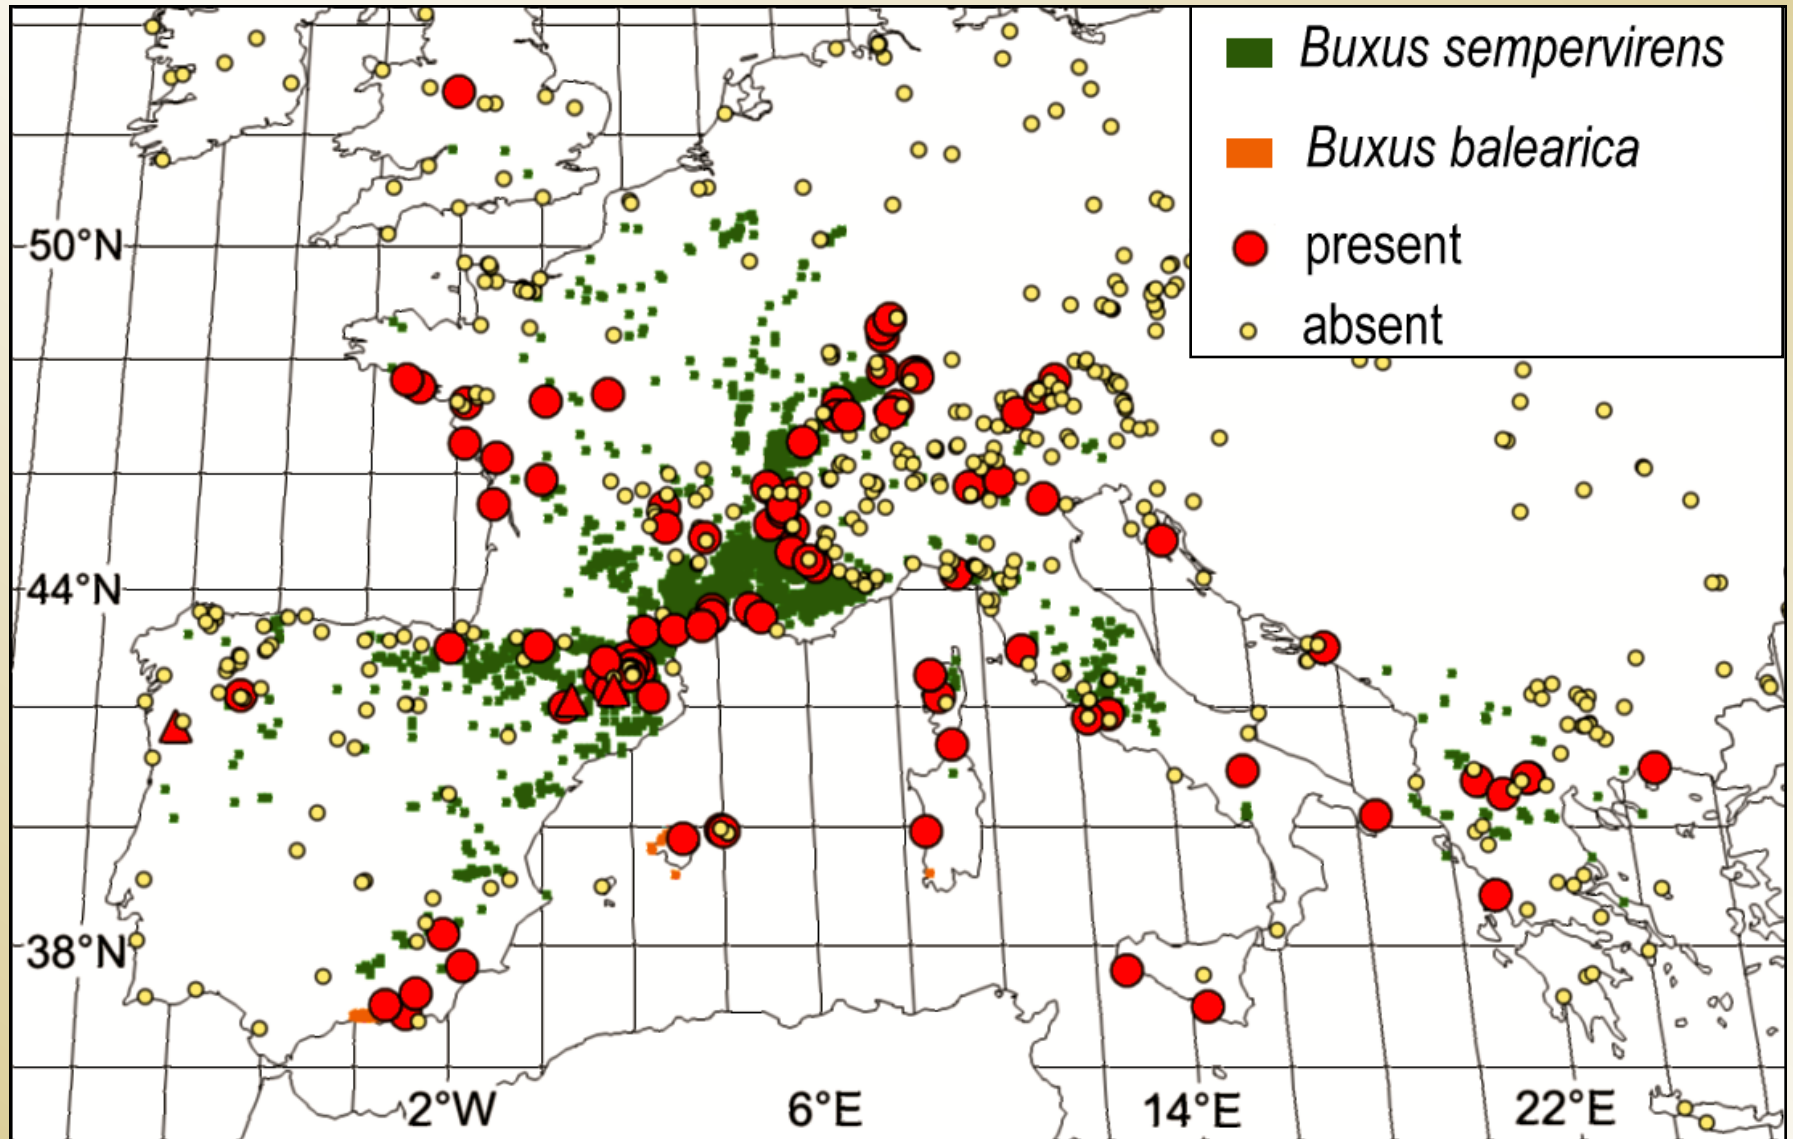 Buxus sempervirens
Buxus balearica
present
absent
50°N
44°N
38°N
2°W
6°E
14°E
22°E